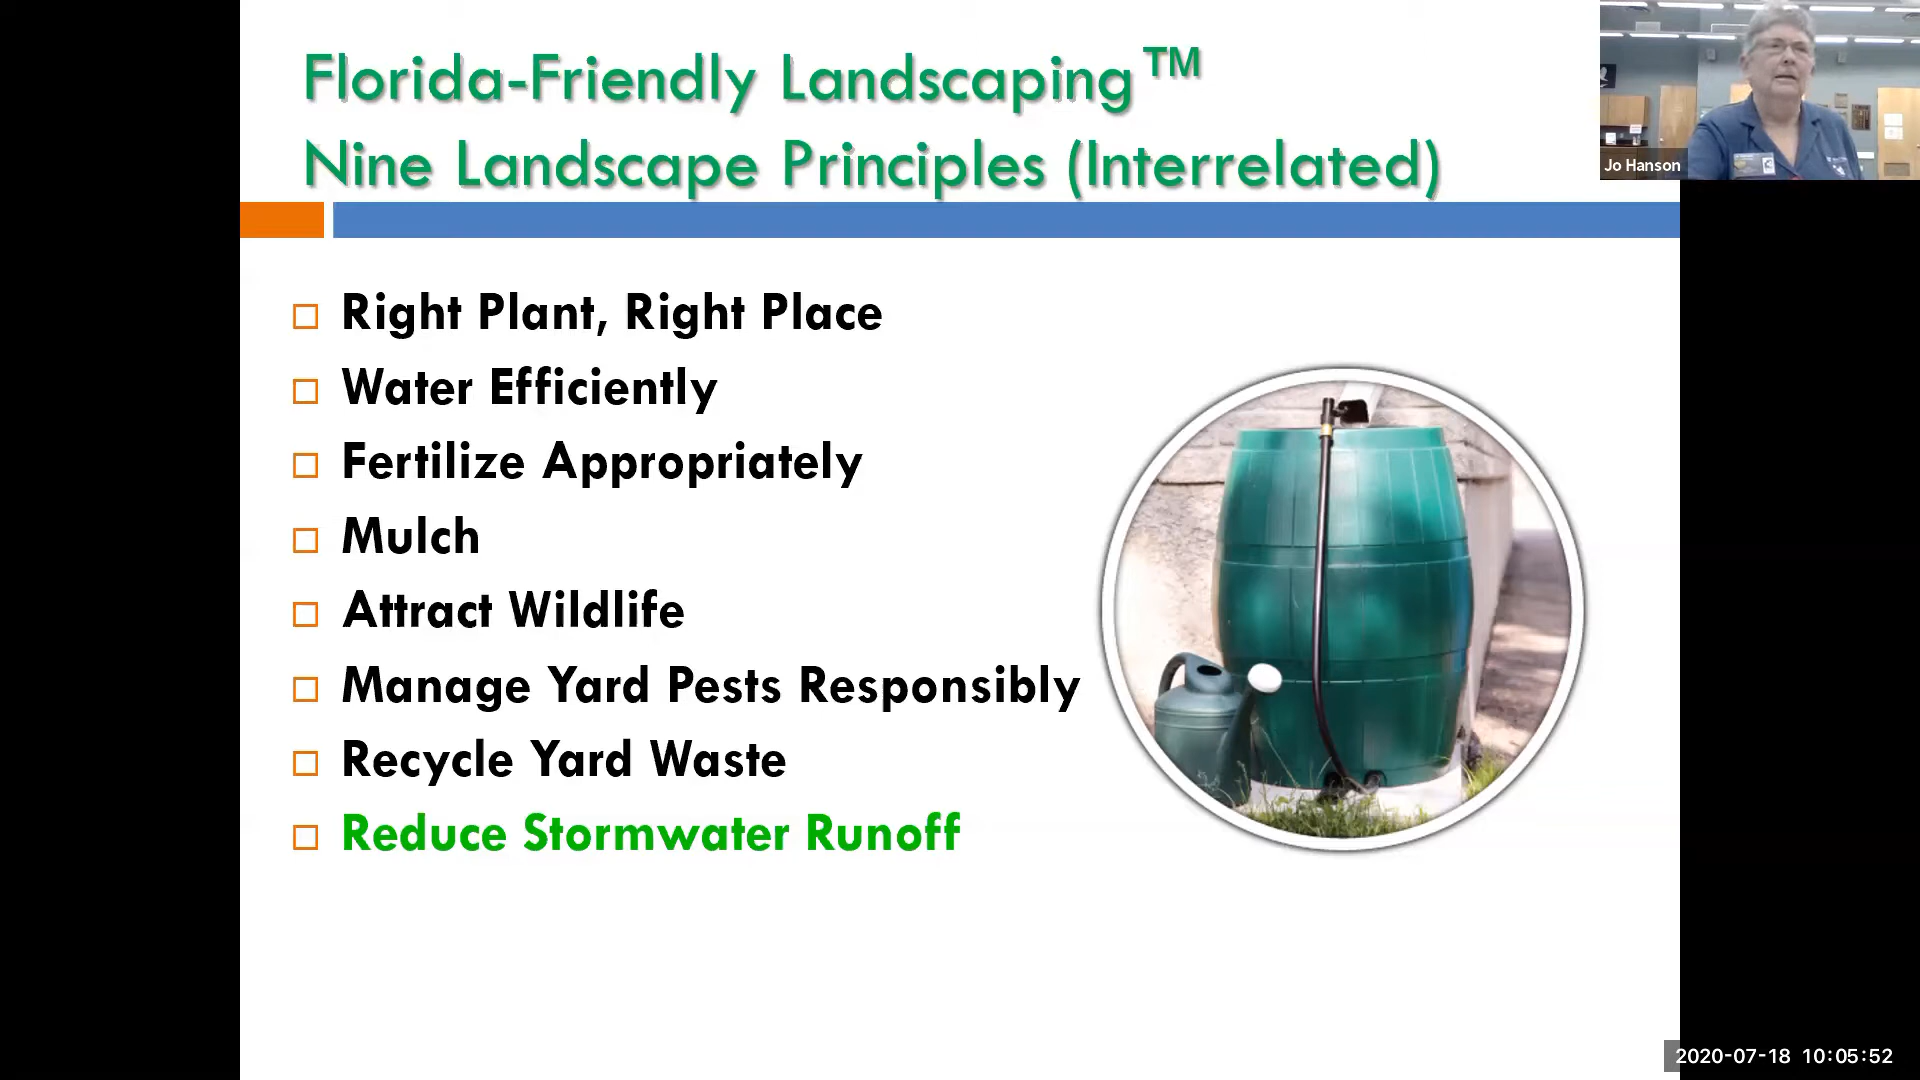 Florida-Friendly Landscaping™
Nine Landscape Principles (Interrelated)
Jo Hanson
Right Plant, Right Place
Water Efficiently
Fertilize Appropriately
Mulch
Attract Wildlife
Manage Yard Pests Responsibly
Recycle Yard Waste
Reduce Stormwater Runoff
2020-07-18 10:05:52